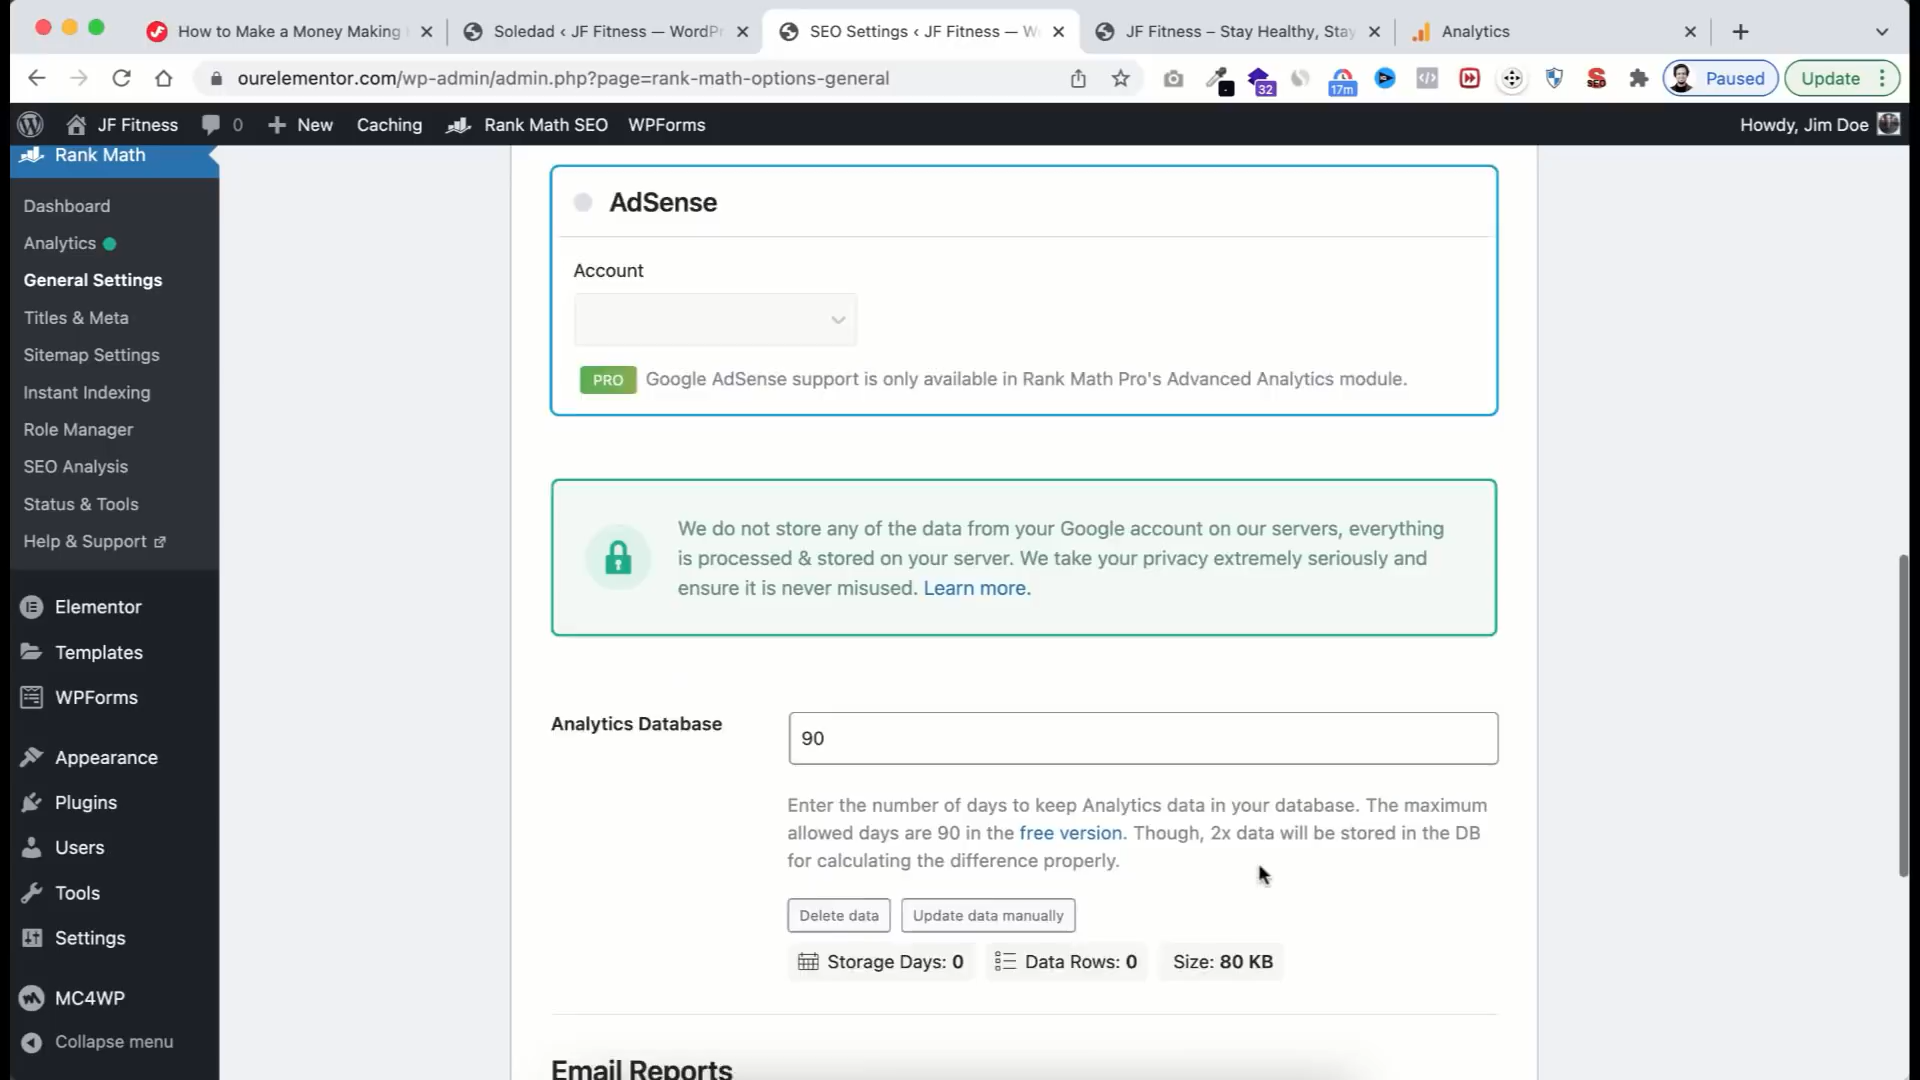 How to Make a Money Making
Soledad ‹ JF Fitness — WordPr
SEO Settings ‹ JF Fitness — W
JF Fitness – Stay Healthy, Stay
Analytics
ourelementor.com/wp-admin/admin.php?page=rank-math-options-general
32
17m
SEO
Paused
Update
JF Fitness
0
New
Caching
Rank Math SEO
WPForms
Howdy, Jim Doe
Rank Math
Dashboard
Analytics
General Settings
Titles & Meta
Sitemap Settings
Instant Indexing
Role Manager
SEO Analysis
Status & Tools
Help & Support
Elementor
Templates
WPForms
Appearance
Plugins
Users
Tools
Settings
MC4WP
Collapse menu
AdSense
Account
PRO Google AdSense support is only available in Rank Math Pro's Advanced Analytics module.
We do not store any of the data from your Google account on our servers, everything
is processed & stored on your server. We take your privacy extremely seriously and
ensure it is never misused. Learn more.
Analytics Database
90
Enter the number of days to keep Analytics data in your database. The maximum
allowed days are 90 in the free version. Though, 2x data will be stored in the DB
for calculating the difference properly.
Delete data
Update data manually
Storage Days: 0
Data Rows: 0
Size: 80 KB
Email Reports